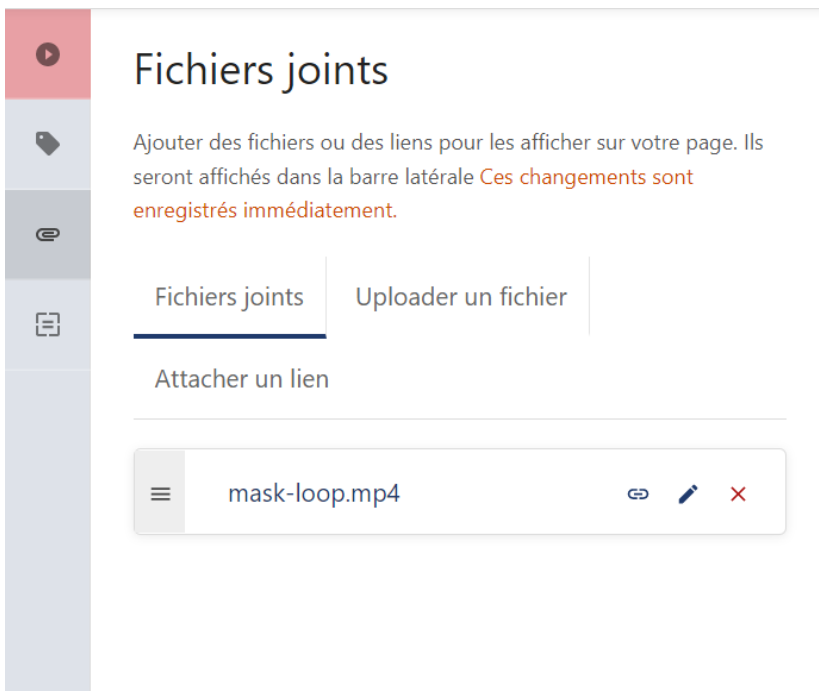 Fichiers joints
Ajouter des fichiers ou des liens pour les afficher sur votre page. Ils
seront affichés dans la barre latérale Ces changements sont
enregistrés immédiatement.
Fichiers joints
Uploader un fichier
Attacher un lien
mask-loop.mp4